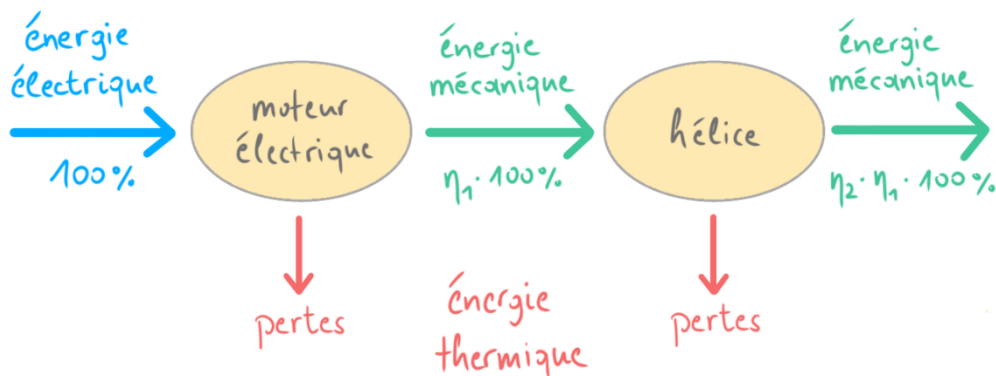 énergie
électrique
100%
moteur
électrique
énergie
mécanique
η₁· 100%
hélice
énergie
mécanique
η₂· η₁· 100%
pertes
énergie
thermique
pertes